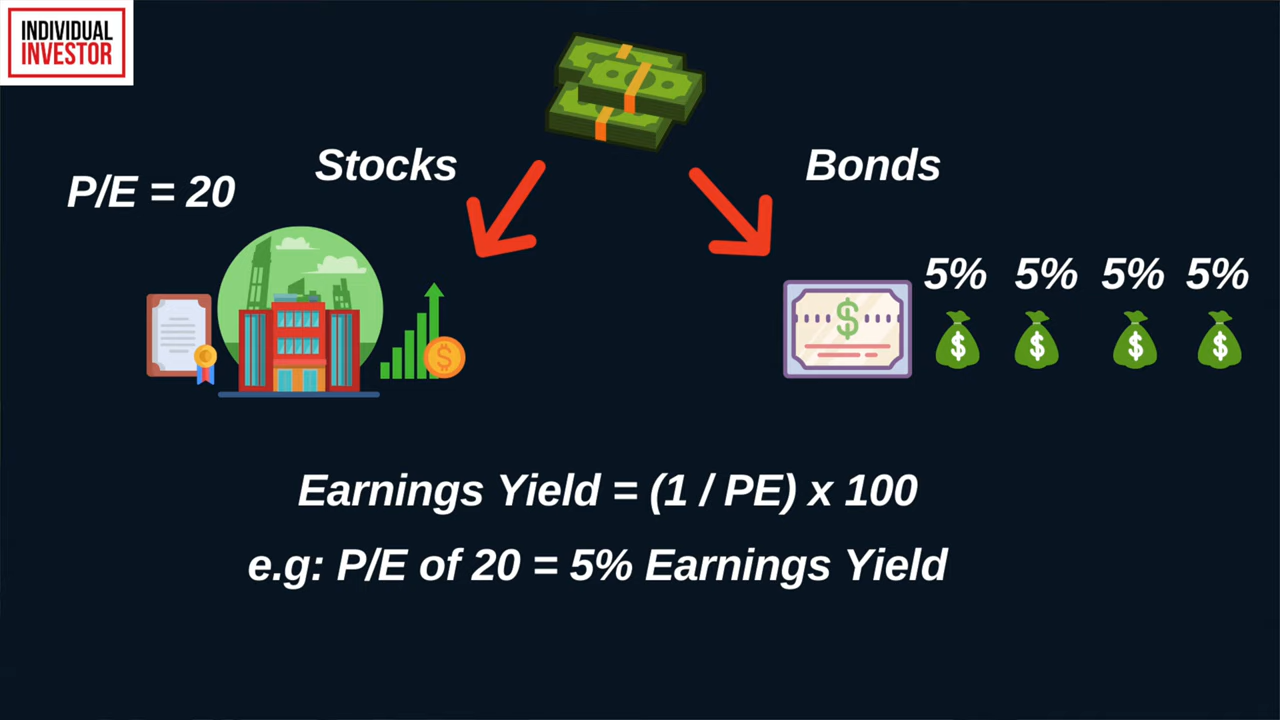 INDIVIDUAL
INVESTOR
Stocks
Bonds
P/E = 20
5% 5% 5% 5%
$
$ $ $ $ $
Earnings Yield = (1 / PE) x 100
e.g: P/E of 20 = 5% Earnings Yield